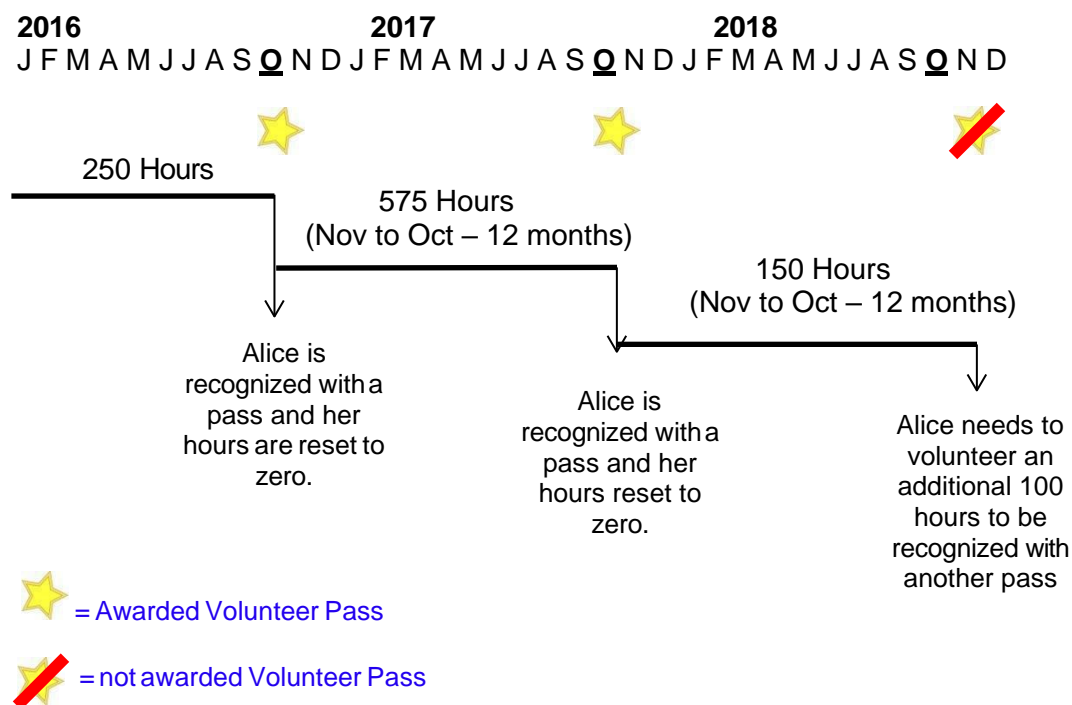 2016 2017 2018
J F M A M J J A S O N D J F M A M J J A S O N D J F M A M J J A S O N D
250 Hours
575 Hours
(Nov to Oct – 12 months)
150 Hours
(Nov to Oct – 12 months)
Alice is
recognized with a
pass and her
hours are reset to
zero.
Alice is
recognized with a
pass and her
hours reset to
zero.
Alice needs to
volunteer an
additional 100
hours to be
recognized with
another pass
= Awarded Volunteer Pass
= not awarded Volunteer Pass